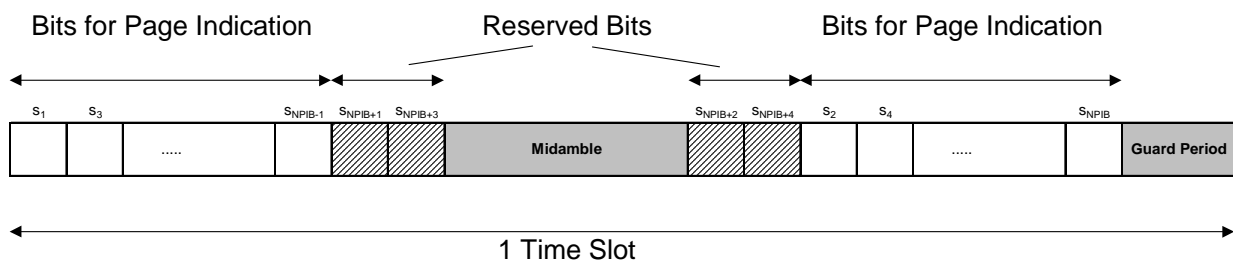 Bits for Page Indication Reserved Bits Bits for Page Indication
s1 s3 sNPIB-1 sNPIB+1 sNPIB+3 sNPIB+2 sNPIB+4 s2 s4 sNPIB
..... Midamble ..... Guard Period
1 Time Slot